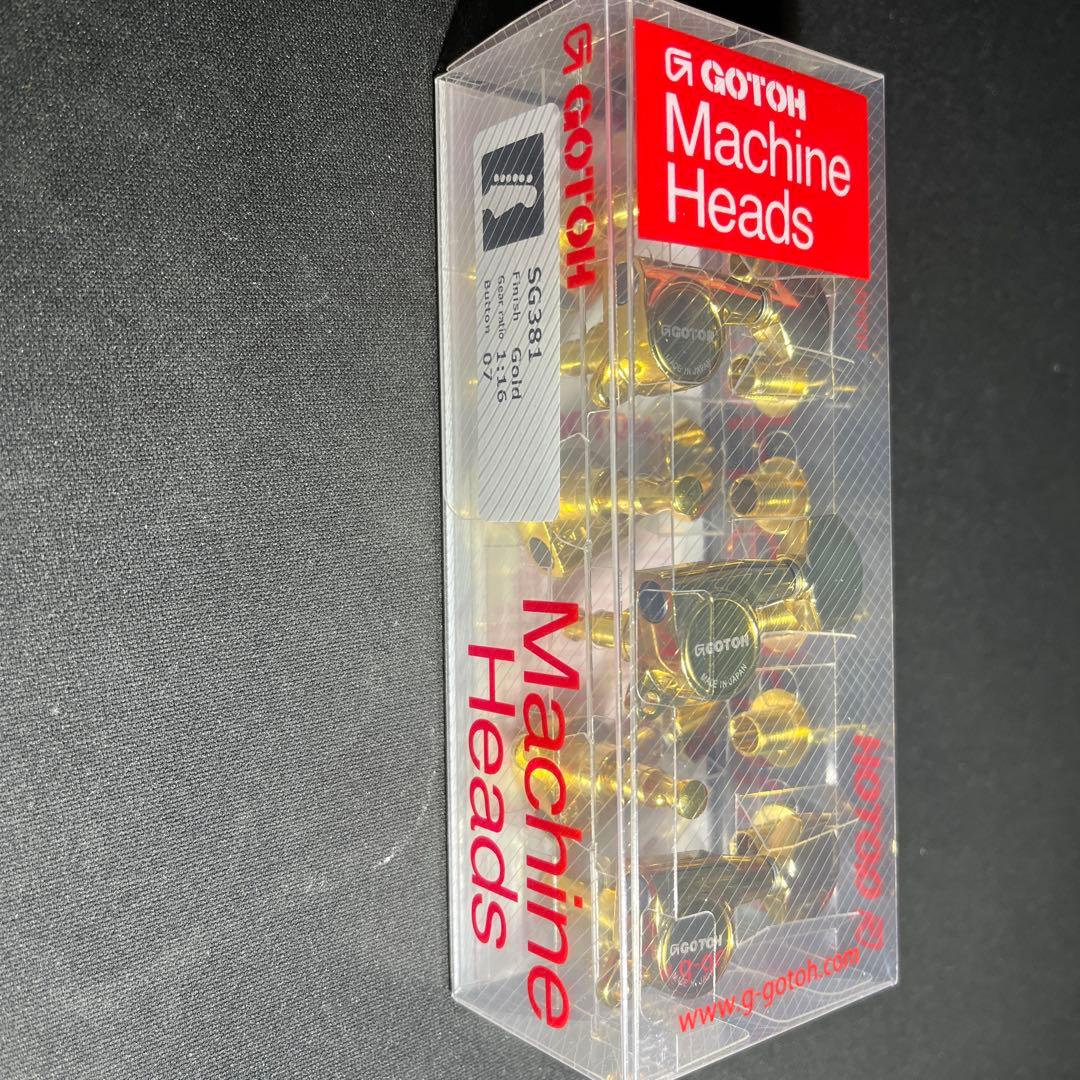 GOTOH
Machine
Heads
GOTOH
SG381
Finish Gold
Gear ratio 1:16
Button 07
Machine
Heads
GOTOH
MADE IN JAPAN
GOTOH
MADE IN JAPAN
GOTOH
GOTOH
www.g-gotoh.com